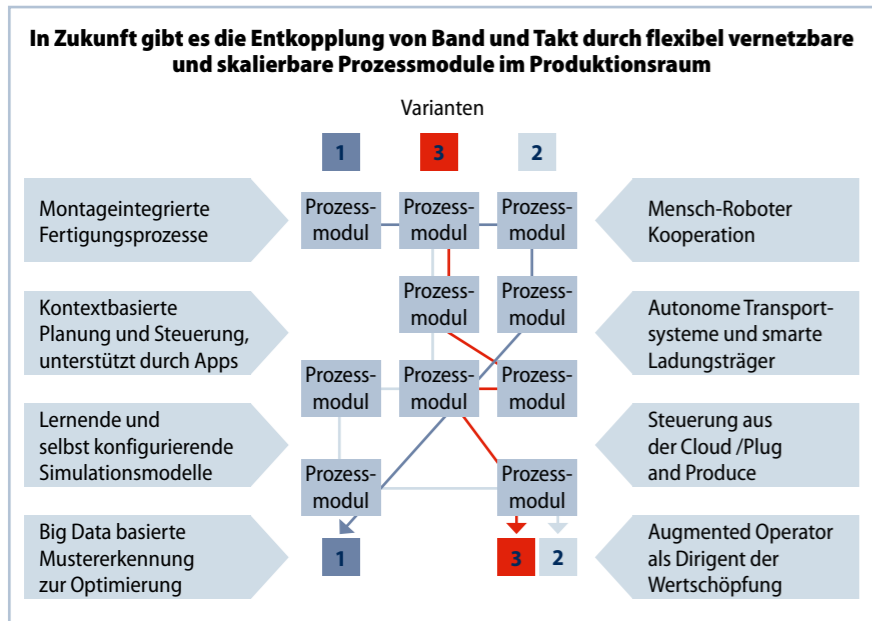 In Zukunft gibt es die Entkopplung von Band und Takt durch flexibel vernetzbare
und skalierbare Prozessmodule im Produktionsraum
Varianten
1
3
2
Montageintegrierte
Fertigungsprozesse
Prozess-
modul
Prozess-
modul
Prozess-
modul
Mensch-Roboter
Kooperation
Kontextbasierte
Planung und Steuerung,
unterstützt durch Apps
Prozess-
modul
Prozess-
modul
Autonome Transport-
systeme und smarte
Ladungsträger
Prozess-
modul
Prozess-
modul
Prozess-
modul
Lernende und
selbst konfigurierende
Simulationsmodelle
Steuerung aus
der Cloud /Plug
and Produce
Prozess-
modul
Prozess-
modul
Big Data basierte
Mustererkennung
zur Optimierung
1
3
2
Augmented Operator
als Dirigent der
Wertschöpfung